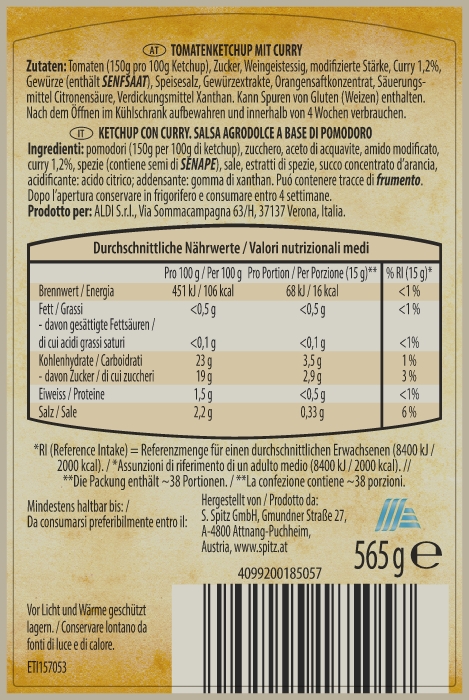 AT TOMATENKETCHUP MIT CURRY
Zutaten: Tomaten (150g pro 100g Ketchup), Zucker, Weingeistessig, modifizierte Stärke, Curry 1,2%,
Gewürze (enthält SENFSAAT), Speisesalz, Gewürzextrakte, Orangensaftkonzentrat, Säuerungs-
mittel Citronensäure, Verdickungsmittel Xanthan. Kann Spuren von Gluten (Weizen) enthalten.
Nach dem Öffnen im Kühlschrank aufbewahren und innerhalb von 4 Wochen verbrauchen.
IT KETCHUP CON CURRY. SALSA AGRODOLCE A BASE DI POMODORO
Ingredienti: pomodori (150g per 100g di ketchup), zucchero, aceto di acquavite, amido modificato,
curry 1,2%, spezie (contiene semi di SENAPE), sale, estratti di spezie, succo concentrato d'arancia,
acidificante: acido citrico; addensante: gomma di xanthan. Puó contenere tracce di frumento.
Dopo l'apertura conservare in frigorifero e consumare entro 4 settimane.
Prodotto per: ALDI S.r.l., Via Sommacampagna 63/H, 37137 Verona, Italia.
Durchschnittliche Nährwerte / Valori nutrizionali medi
Pro 100 g / Per 100 g Pro Portion / Per Porzione (15 g)** % RI (15 g)*
Brennwert / Energia 451 kJ / 106 kcal 68 kJ / 16 kcal <1 %
Fett / Grassi <0,5 g <0,5 g <1 %
- davon gesättigte Fettsäuren /
di cui acidi grassi saturi <0,1 g <0,1 g <1%
Kohlenhydrate / Carboidrati 23 g 3,5 g 1 %
- davon Zucker / di cui zuccheri 19 g 2,9 g 3 %
Eiweiss / Proteine 1,5 g <0,5 g <1%
Salz / Sale 2,2 g 0,33 g 6 %
*RI (Reference Intake) = Referenzmenge für einen durchschnittlichen Erwachsenen (8400 kJ /
2000 kcal). / *Assunzioni di riferimento di un adulto medio (8400 kJ / 2000 kcal). //
**Die Packung enthält ~38 Portionen. / **La confezione contiene ~38 porzioni.
Mindestens haltbar bis: /
Da consumarsi preferibilmente entro il:
Hergestellt von / Prodotto da:
S. Spitz GmbH, Gmundner Straße 27,
A-4800 Attnang-Puchheim,
Austria, www.spitz.at
565 g e
4099200185057
Vor Licht und Wärme geschützt
lagern. / Conservare lontano da
fonti di luce e di calore.
ETI157053